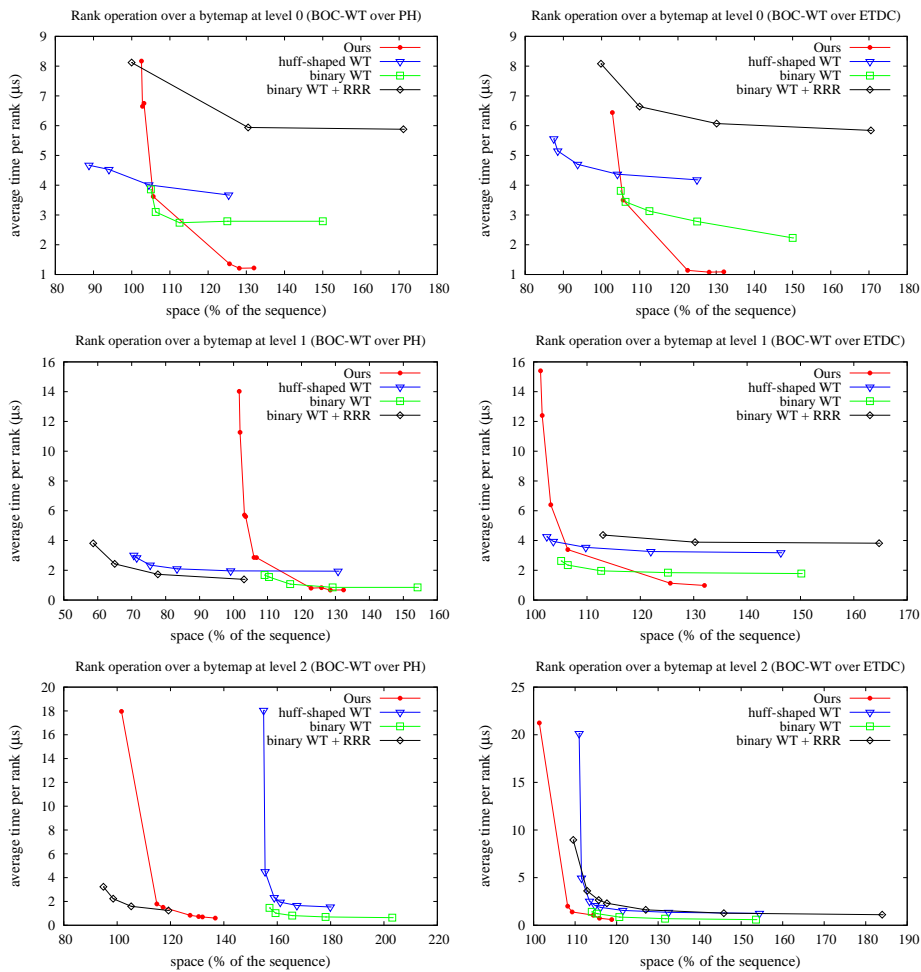 Rank operation over a bytemap at level 0 (BOC-WT over PH)
9
8
7
6
5
4
3
2
1
average time per rank (µs)
Ours
huff-shaped WT
binary WT
binary WT + RRR
80 90 100 110 120 130 140 150 160 170 180
space (% of the sequence)
Rank operation over a bytemap at level 0 (BOC-WT over ETDC)
9
8
7
6
5
4
3
2
1
average time per rank (µs)
Ours
huff-shaped WT
binary WT
binary WT + RRR
80 90 100 110 120 130 140 150 160 170 180
space (% of the sequence)
Rank operation over a bytemap at level 1 (BOC-WT over PH)
16
14
12
10
8
6
4
2
0
average time per rank (µs)
Ours
huff-shaped WT
binary WT
binary WT + RRR
50 60 70 80 90 100 110 120 130 140 150 160
space (% of the sequence)
Rank operation over a bytemap at level 1 (BOC-WT over ETDC)
16
14
12
10
8
6
4
2
0
average time per rank (µs)
Ours
huff-shaped WT
binary WT
binary WT + RRR
100 110 120 130 140 150 160 170
space (% of the sequence)
Rank operation over a bytemap at level 2 (BOC-WT over PH)
20
18
16
14
12
10
8
6
4
2
0
average time per rank (µs)
Ours
huff-shaped WT
binary WT
binary WT + RRR
80 100 120 140 160 180 200 220
space (% of the sequence)
Rank operation over a bytemap at level 2 (BOC-WT over ETDC)
25
20
15
10
5
0
average time per rank (µs)
Ours
huff-shaped WT
binary WT
binary WT + RRR
100 110 120 130 140 150 160 170 180 190
space (% of the sequence)